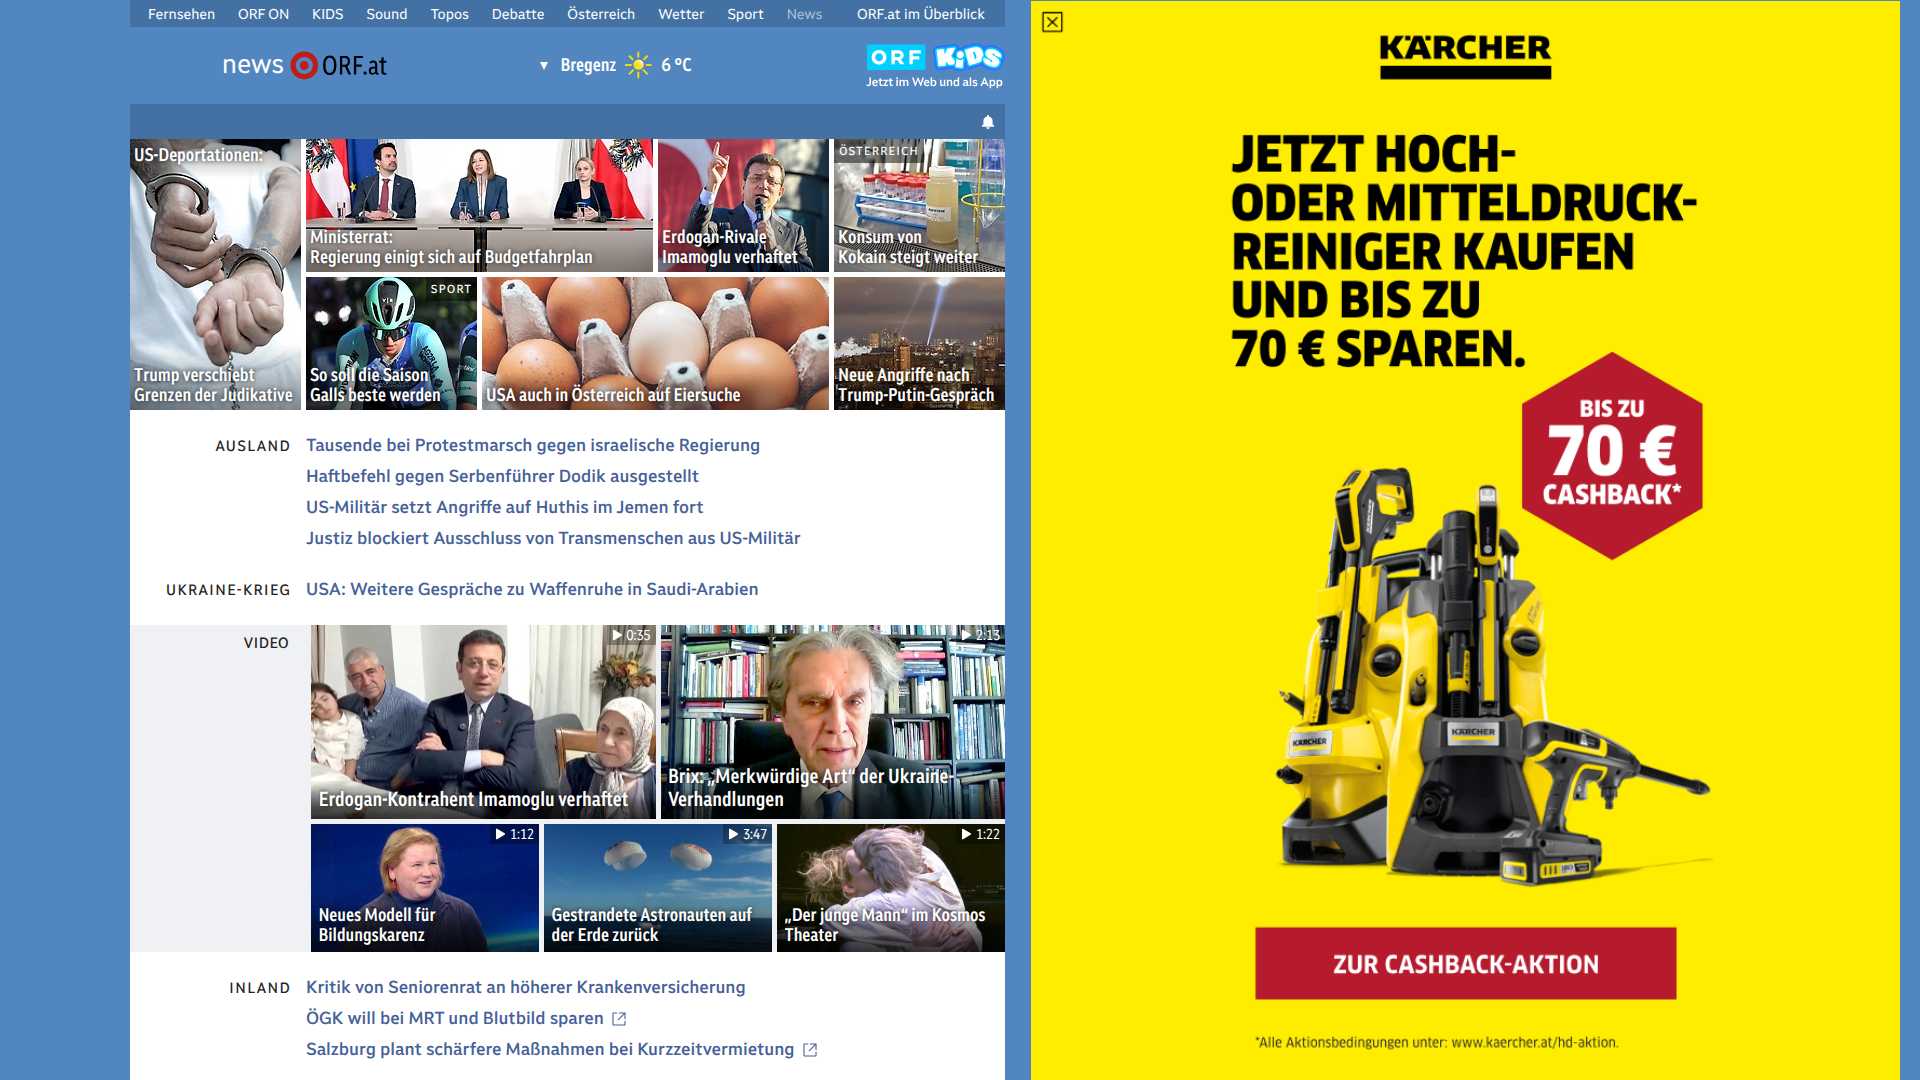 Fernsehen ORF ON KIDS Sound Topos Debatte Österreich Wetter Sport News ORF.at im Überblick
news ORF.at
▼ Bregenz 6 °C
ORF KiDS
Jetzt im Web und als App
US-Deportationen:
Trump verschiebt
Grenzen der Judikative
Ministerrat:
Regierung einigt sich auf Budgetfahrplan
Erdogan-Rivale
Imamoglu verhaftet
ÖSTERREICH
Konsum von
Kokain steigt weiter
SPORT
So soll die Saison
Galls beste werden
USA auch in Österreich auf Eiersuche
Neue Angriffe nach
Trump-Putin-Gespräch
AUSLAND
Tausende bei Protestmarsch gegen israelische Regierung
Haftbefehl gegen Serbenführer Dodik ausgestellt
US-Militär setzt Angriffe auf Huthis im Jemen fort
Justiz blockiert Ausschluss von Transmenschen aus US-Militär
UKRAINE-KRIEG
USA: Weitere Gespräche zu Waffenruhe in Saudi-Arabien
VIDEO
0:35
Erdogan-Kontrahent Imamoglu verhaftet
2:13
Brix: „Merkwürdige Art“ der Ukraine-
Verhandlungen
1:12
Neues Modell für
Bildungskarenz
3:47
Gestrandete Astronauten auf
der Erde zurück
1:22
„Der junge Mann“ im Kosmos
Theater
INLAND
Kritik von Seniorenrat an höherer Krankenversicherung
ÖGK will bei MRT und Blutbild sparen
Salzburg plant schärfere Maßnahmen bei Kurzzeitvermietung
KÄRCHER
JETZT HOCH-
ODER MITTELDRUCK-
REINIGER KAUFEN
UND BIS ZU
70 € SPAREN.
BIS ZU
70 €
CASHBACK*
KÄRCHER
KÄRCHER
ZUR CASHBACK-AKTION
*Alle Aktionsbedingungen unter: www.kaercher.at/hd-aktion.